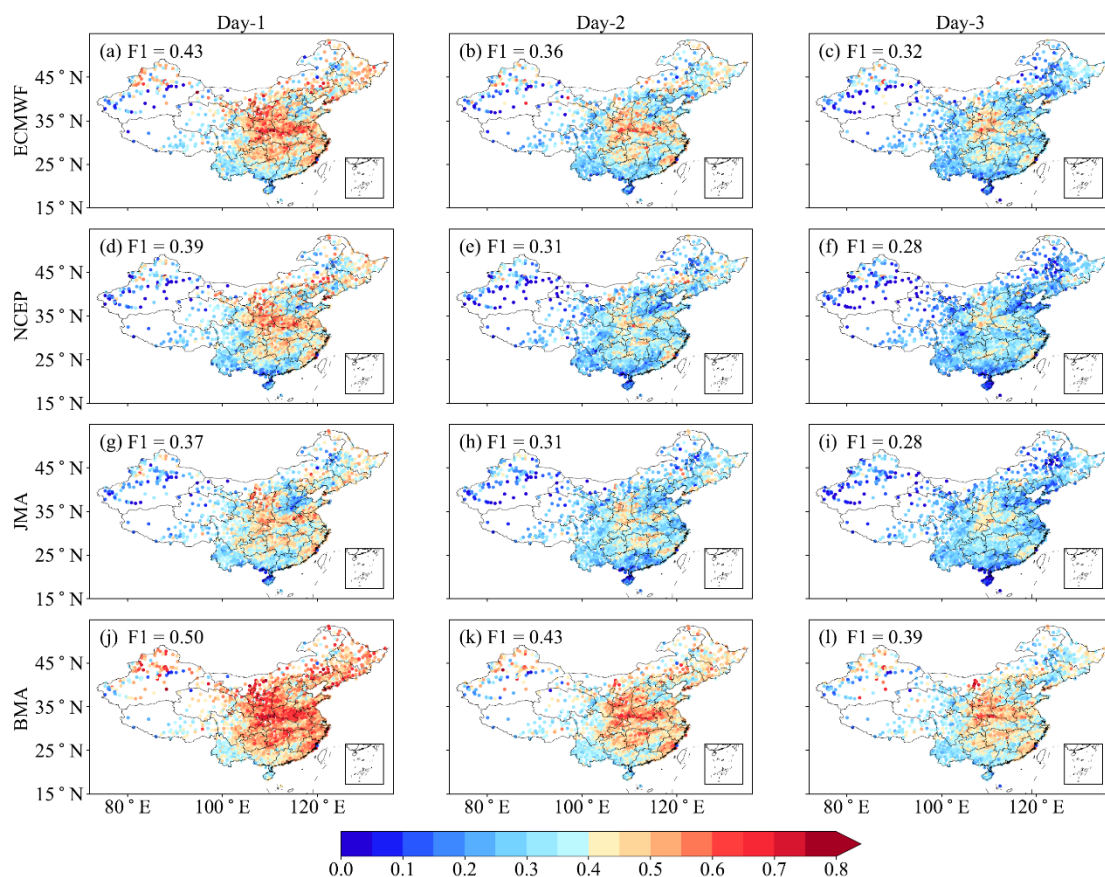 Day-1 Day-2 Day-3
ECMWF
(a) F1 = 0.43
(b) F1 = 0.36
(c) F1 = 0.32
45° N
35° N
25° N
15° N
NCEP
(d) F1 = 0.39
(e) F1 = 0.31
(f) F1 = 0.28
45° N
35° N
25° N
15° N
JMA
(g) F1 = 0.37
(h) F1 = 0.31
(i) F1 = 0.28
45° N
35° N
25° N
15° N
BMA
(j) F1 = 0.50
(k) F1 = 0.43
(l) F1 = 0.39
45° N
35° N
25° N
15° N
80° E 100° E 120° E 80° E 100° E 120° E 80° E 100° E 120° E
0.0 0.1 0.2 0.3 0.4 0.5 0.6 0.7 0.8